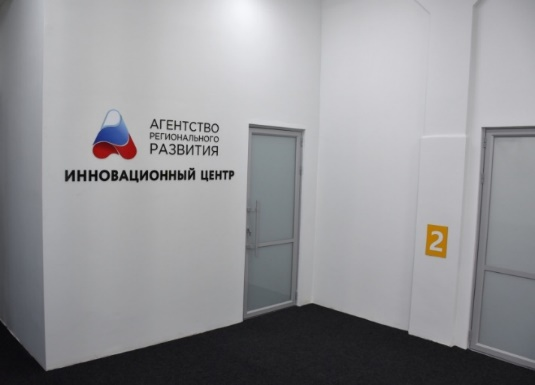 АГЕНТСТВО
РЕГИОНАЛЬНОГО
РАЗВИТИЯ
ИННОВАЦИОННЫЙ ЦЕНТР
2